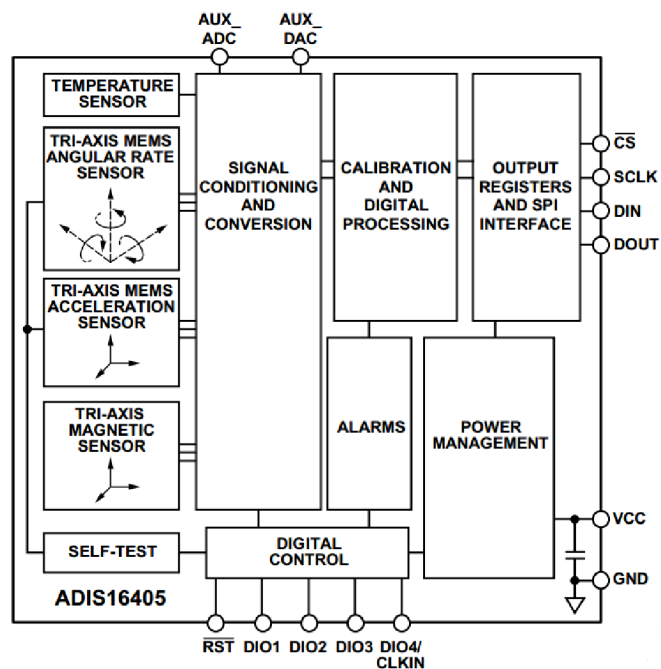 AUX_
ADC
AUX_
DAC
TEMPERATURE
SENSOR
TRI-AXIS MEMS
ANGULAR RATE
SENSOR
SIGNAL
CONDITIONING
AND
CONVERSION
CALIBRATION
AND
DIGITAL
PROCESSING
OUTPUT
REGISTERS
AND SPI
INTERFACE
CS
SCLK
DIN
DOUT
TRI-AXIS MEMS
ACCELERATION
SENSOR
TRI-AXIS
MAGNETIC
SENSOR
ALARMS
POWER
MANAGEMENT
SELF-TEST
DIGITAL
CONTROL
VCC
GND
ADIS16405
RST
DIO1
DIO2
DIO3
DIO4/
CLKIN